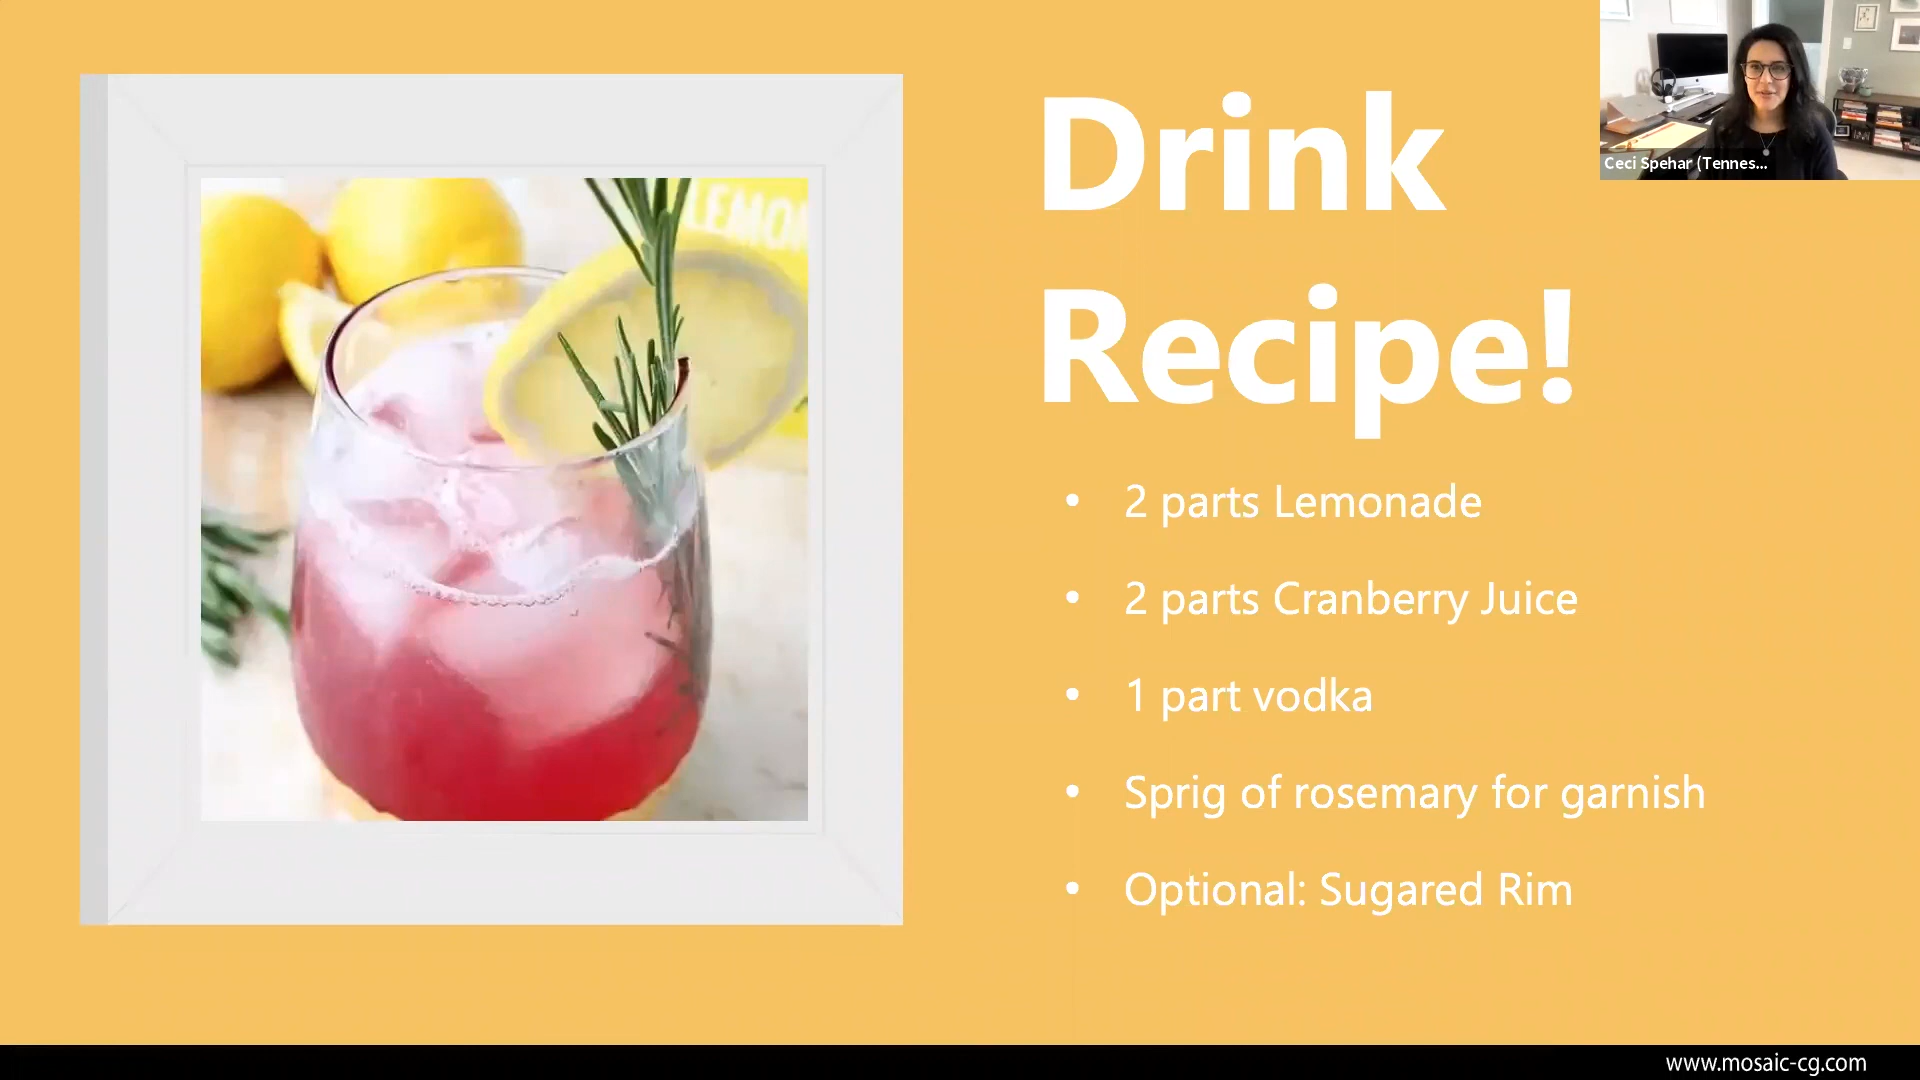 Drink
Recipe!
LEMON
• 2 parts Lemonade
• 2 parts Cranberry Juice
• 1 part vodka
• Sprig of rosemary for garnish
• Optional: Sugared Rim
Ceci Spehar (Tennes...
www.mosaic-cg.com